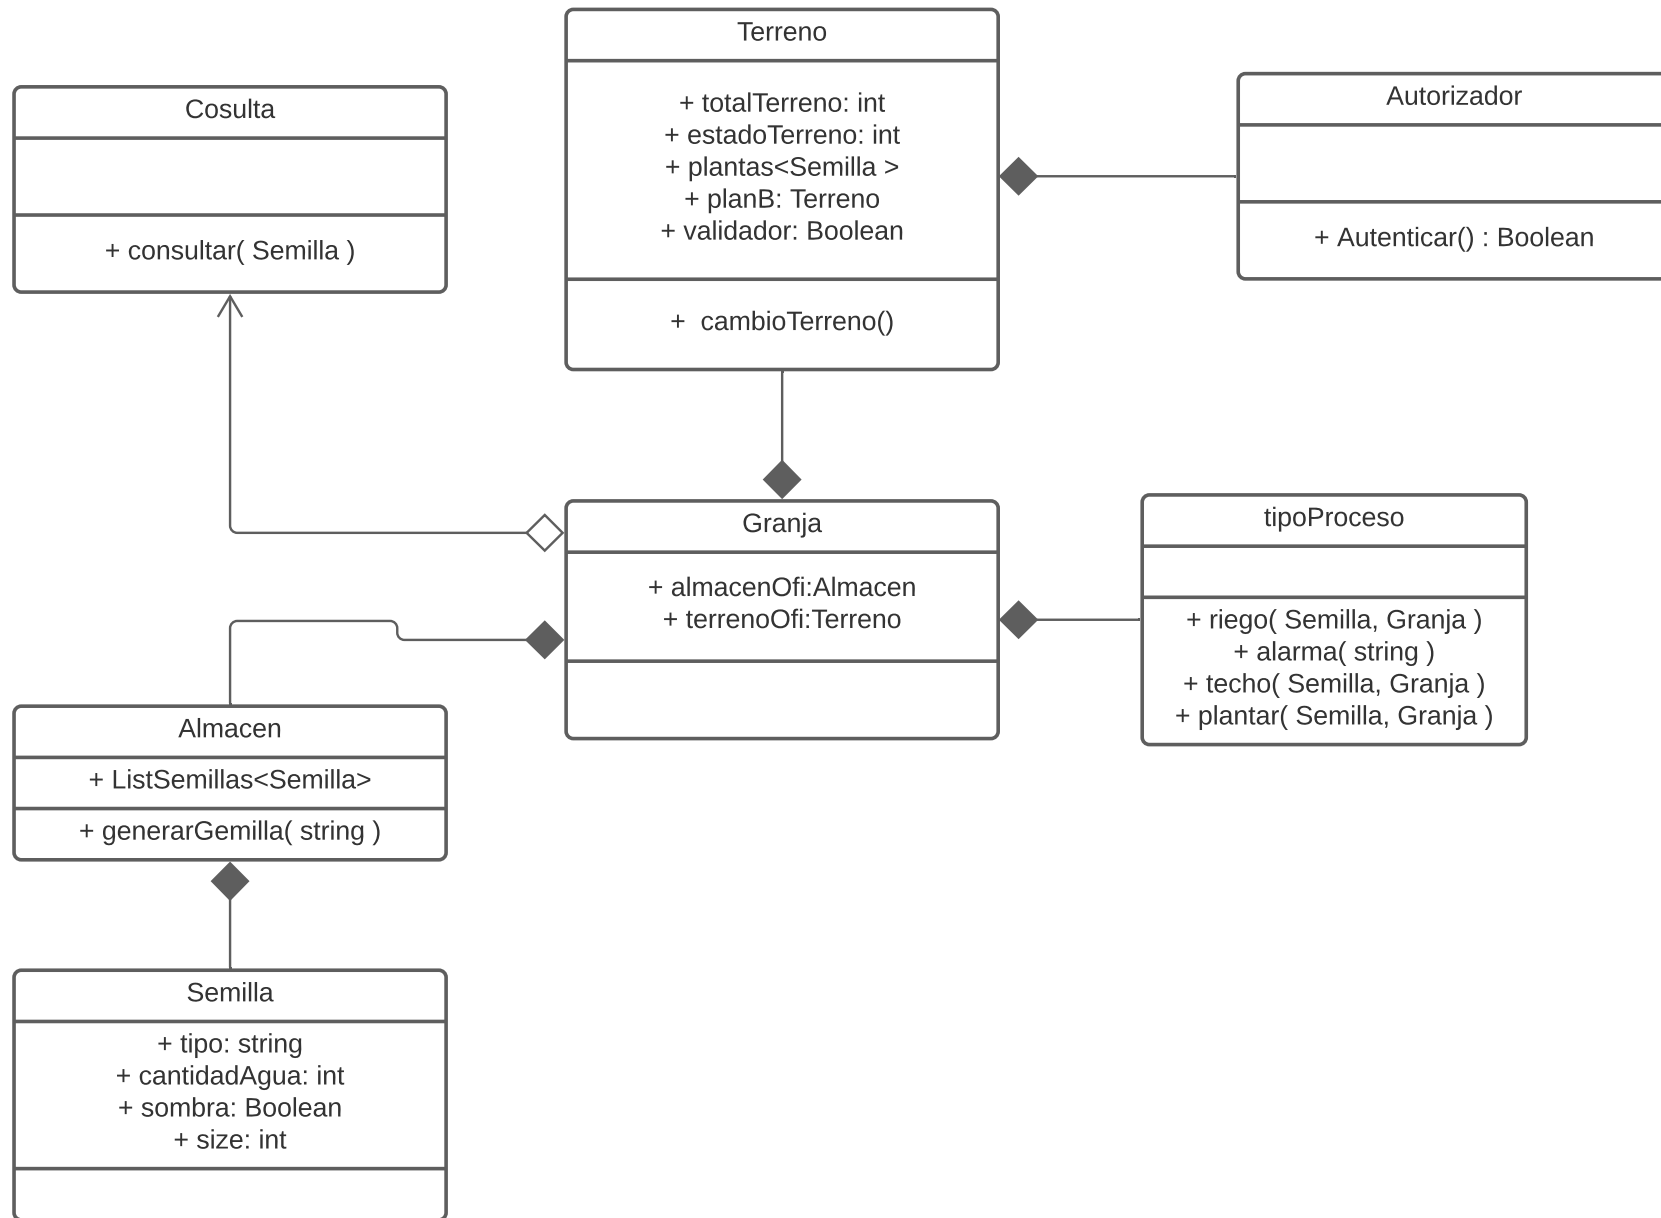 Terreno
+ totalTerreno: int
+ estadoTerreno: int
+ plantas<Semilla >
+ planB: Terreno
+ validador: Boolean
+  cambioTerreno()
Cosulta
+ consultar( Semilla )
Autorizador
+ Autenticar() : Boolean
Granja
+ almacenOfi:Almacen
+ terrenoOfi:Terreno
tipoProceso
+ riego( Semilla, Granja )
+ alarma( string )
+ techo( Semilla, Granja )
+ plantar( Semilla, Granja )
Almacen
+ ListSemillas<Semilla>
+ generarGemilla( string )
Semilla
+ tipo: string
+ cantidadAgua: int
+ sombra: Boolean
+ size: int